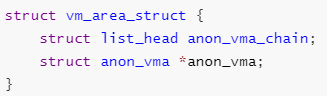 struct vm_area_struct {
    struct list_head anon_vma_chain;
    struct anon_vma *anon_vma;
}